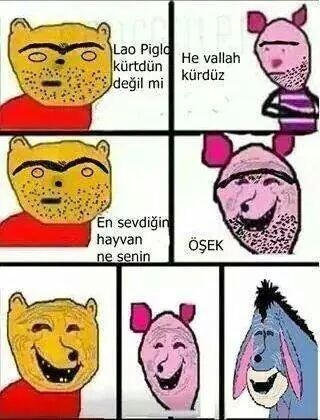 Lao Piglo
kürtdün
değil mi
He vallah
kürdüz
En sevdiğin
hayvan
ne senin
ÖŞEK